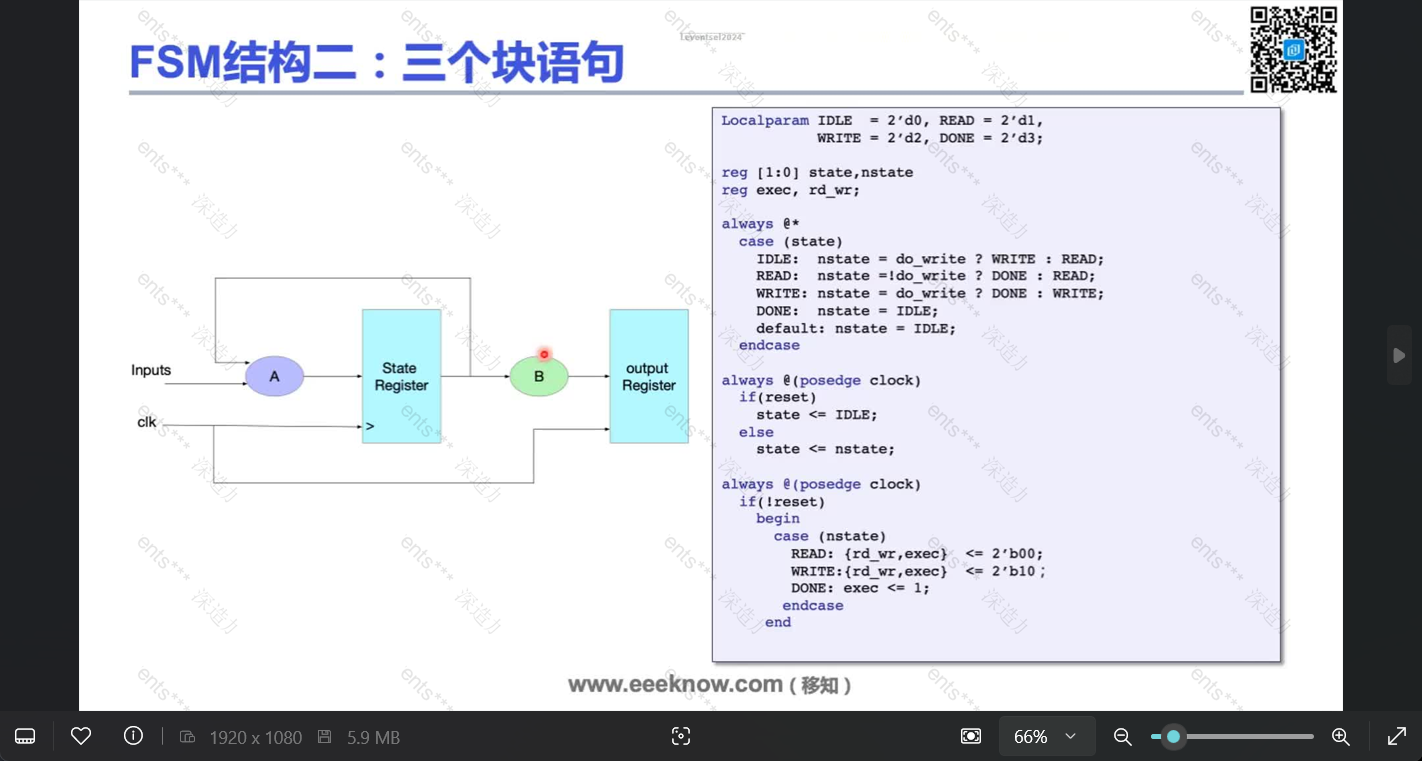 leventsel2024
FSM结构二：三个块语句
Inputs
clk
A
State
Register
>
B
output
Register
Localparam IDLE  = 2'd0, READ = 2'd1,
WRITE = 2'd2, DONE = 2'd3;
reg [1:0] state,nstate
reg exec, rd_wr;
always @*
case (state)
IDLE:  nstate = do_write ? WRITE : READ;
READ:  nstate =!do_write ? DONE : READ;
WRITE: nstate = do_write ? DONE : WRITE;
DONE:  nstate = IDLE;
default: nstate = IDLE;
endcase
always @(posedge clock)
if(reset)
state <= IDLE;
else
state <= nstate;
always @(posedge clock)
if(!reset)
begin
case (nstate)
READ: {rd_wr,exec}  <= 2'b00;
WRITE:{rd_wr,exec}  <= 2'b10;
DONE: exec <= 1;
endcase
end
www.eeeknow.com（移知）
ents*** 深造力
1920 x 1080
5.9 MB
66%